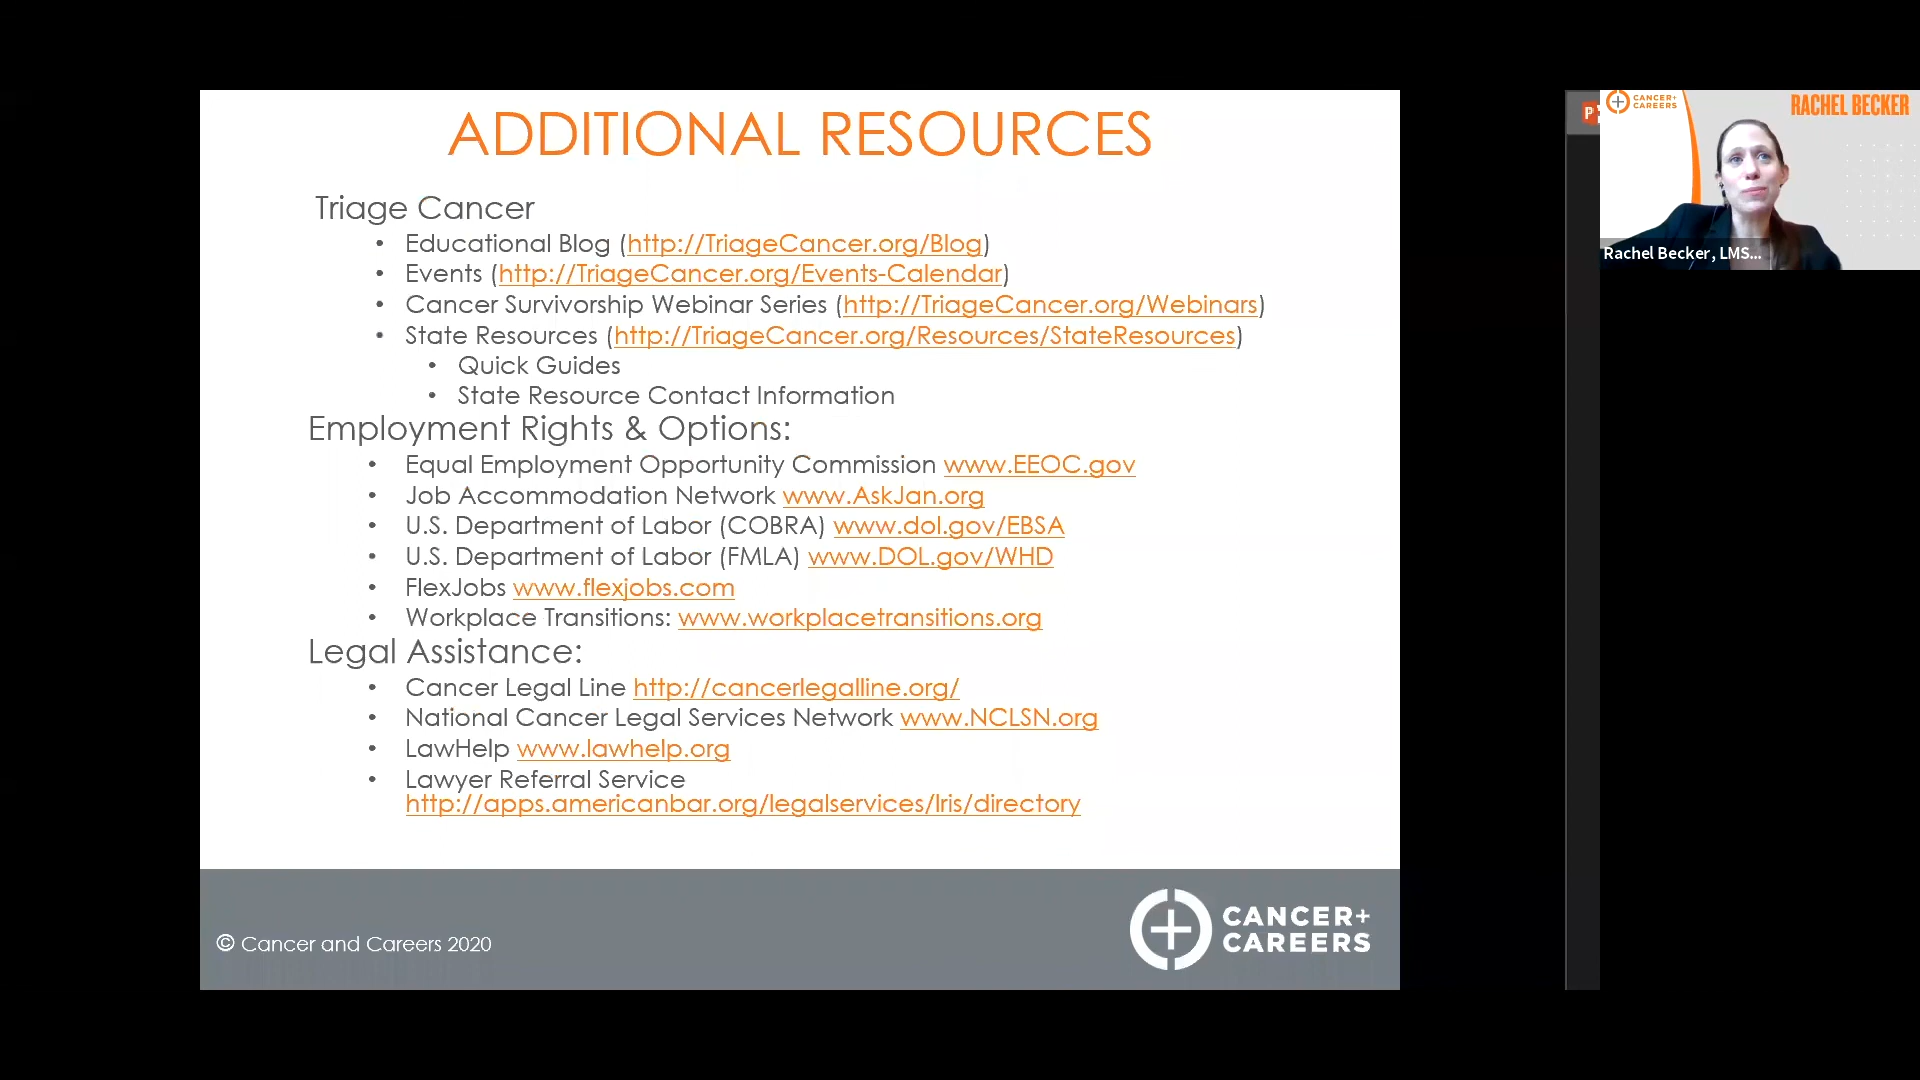 ADDITIONAL RESOURCES
Triage Cancer
• Educational Blog (http://TriageCancer.org/Blog)
• Events (http://TriageCancer.org/Events-Calendar)
• Cancer Survivorship Webinar Series (http://TriageCancer.org/Webinars)
• State Resources (http://TriageCancer.org/Resources/StateResources)
• Quick Guides
• State Resource Contact Information
Employment Rights & Options:
• Equal Employment Opportunity Commission www.EEOC.gov
• Job Accommodation Network www.AskJan.org
• U.S. Department of Labor (COBRA) www.dol.gov/EBSA
• U.S. Department of Labor (FMLA) www.DOL.gov/WHD
• FlexJobs www.flexjobs.com
• Workplace Transitions: www.workplacetransitions.org
Legal Assistance:
• Cancer Legal Line http://cancerlegalline.org/
• National Cancer Legal Services Network www.NCLSN.org
• LawHelp www.lawhelp.org
• Lawyer Referral Service
http://apps.americanbar.org/legalservices/lris/directory
© Cancer and Careers 2020
CANCER+
CAREERS
P
CANCER+
CAREERS
RACHEL BECKER
Rachel Becker, LMS...